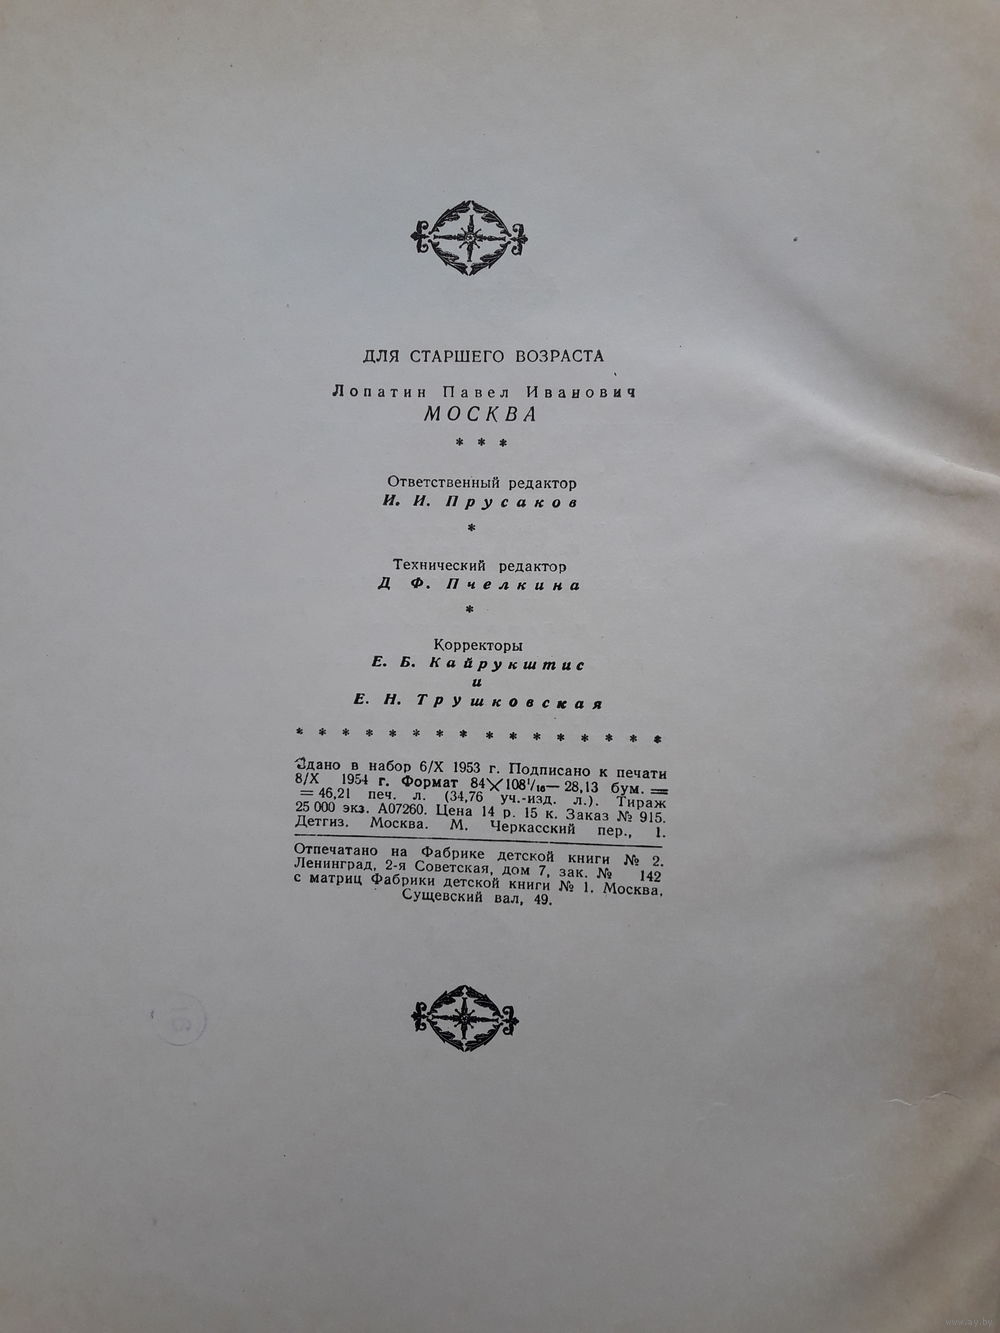 ДЛЯ СТАРШЕГО ВОЗРАСТА
Лопатин Павел Иванович
МОСКВА
* * *
Ответственный редактор
И. И. Прусаков
*
Технический редактор
Д Ф. Пчелкина
*
Корректоры
Е. Б. Кайрукштис
и
Е. Н. Трушковская
* * * * * * * * * * * * * * * *
Сдано в набор 6/X 1953 г. Подписано к печати
8/X 1954 г. Формат 84×108¹/₁₆— 28,13 бум. =
= 46,21 печ. л. (34,76 уч.-изд. л.). Тираж
25 000 экз. А07260. Цена 14 р. 15 к. Заказ № 915.
Детгиз. Москва. М. Черкасский пер., 1.
Отпечатано на Фабрике детской книги № 2.
Ленинград, 2-я Советская, дом 7, зак. № 142
с матриц Фабрики детской книги № 1. Москва,
Сущевский вал, 49.
www.ay.by